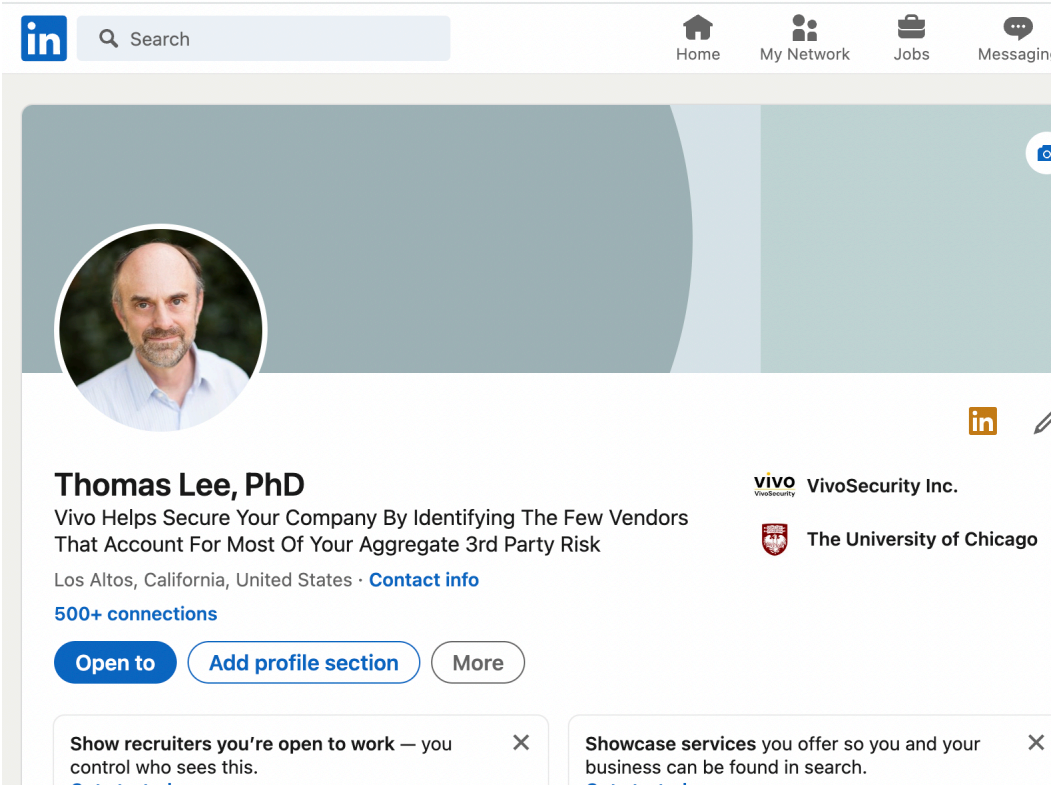 in Search
Home
My Network
Jobs
Messagin
in
Thomas Lee, PhD
Vivo Helps Secure Your Company By Identifying The Few Vendors
That Account For Most Of Your Aggregate 3rd Party Risk
Los Altos, California, United States · Contact info
500+ connections
vivo
VivoSecurity
VivoSecurity Inc.
The University of Chicago
Open to
Add profile section
More
Show recruiters you’re open to work — you
control who sees this.
Showcase services you offer so you and your
business can be found in search.